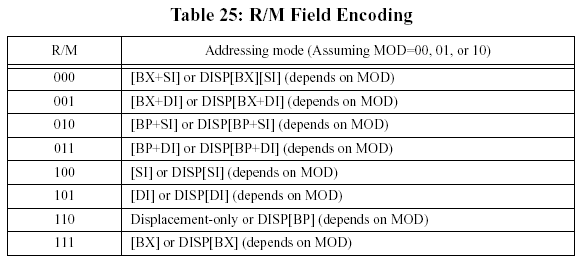 Table 25: R/M Field Encoding
R/M Addressing mode (Assuming MOD=00, 01, or 10)
000 [BX+SI] or DISP[BX][SI] (depends on MOD)
001 [BX+DI] or DISP[BX+DI] (depends on MOD)
010 [BP+SI] or DISP[BP+SI] (depends on MOD)
011 [BP+DI] or DISP[BP+DI] (depends on MOD)
100 [SI] or DISP[SI] (depends on MOD)
101 [DI] or DISP[DI] (depends on MOD)
110 Displacement-only or DISP[BP] (depends on MOD)
111 [BX] or DISP[BX] (depends on MOD)